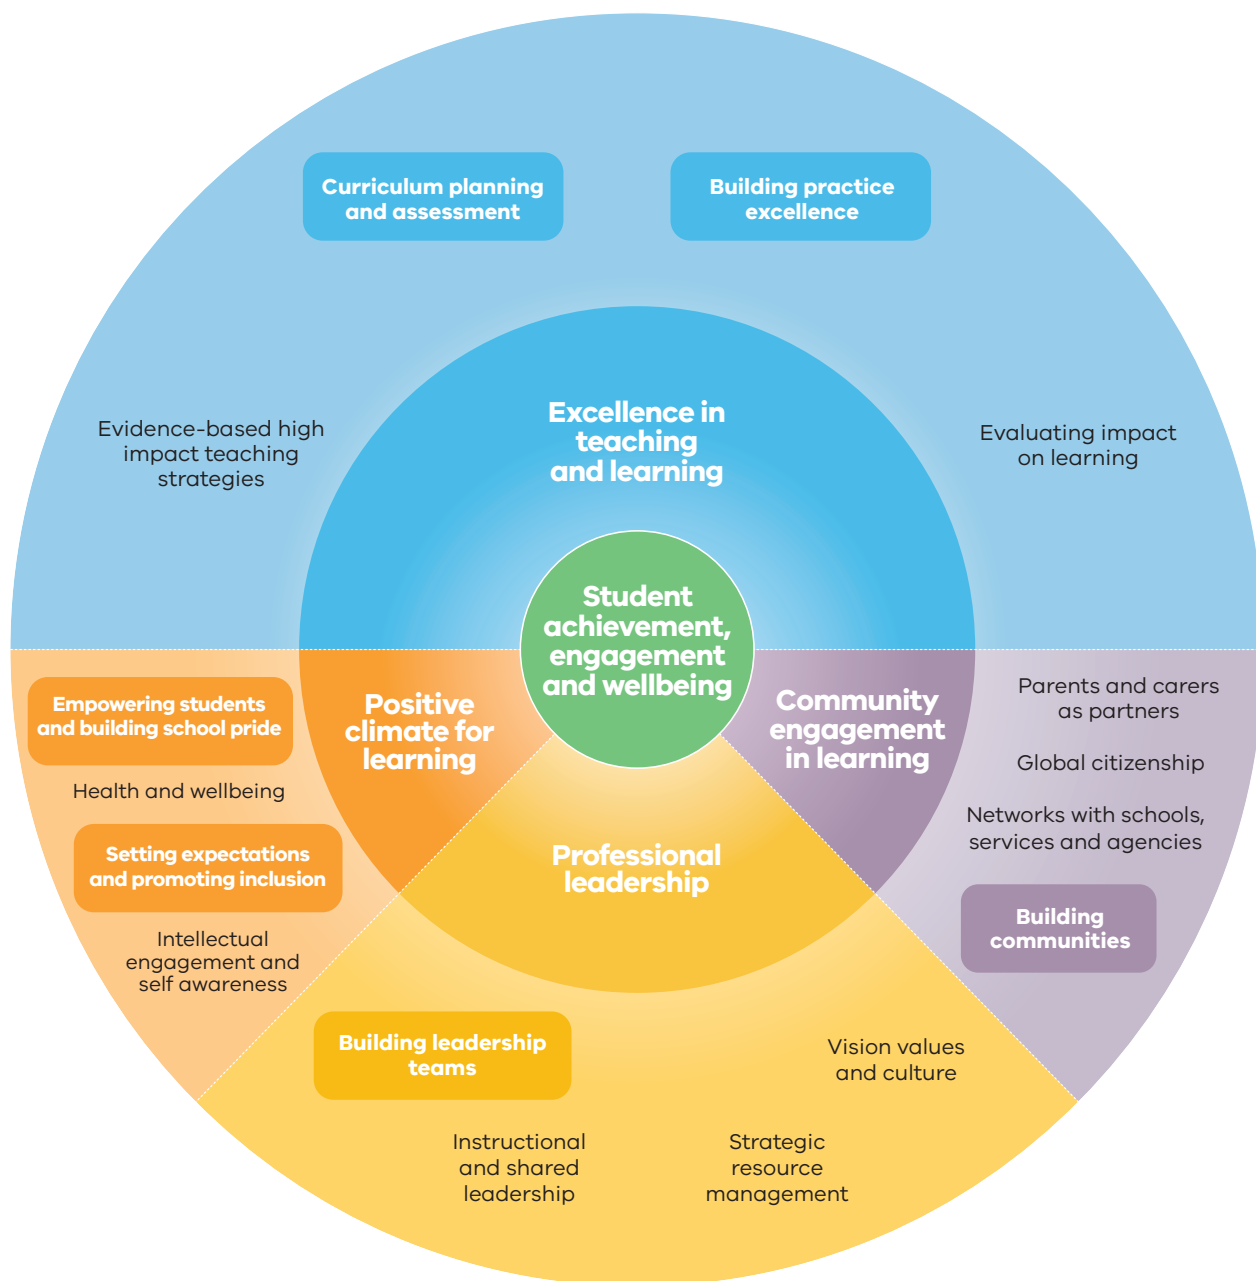 Curriculum planning
and assessment
Building practice
excellence
Evidence-based high
impact teaching
strategies
Excellence in
teaching
and learning
Evaluating impact
on learning
Student
achievement,
engagement
and wellbeing
Empowering students
and building school pride
Health and wellbeing
Setting expectations
and promoting inclusion
Intellectual
engagement and
self awareness
Positive
climate for
learning
Community
engagement
in learning
Parents and carers
as partners
Global citizenship
Networks with schools,
services and agencies
Building
communities
Professional
leadership
Building leadership
teams
Vision values
and culture
Instructional
and shared
leadership
Strategic
resource
management